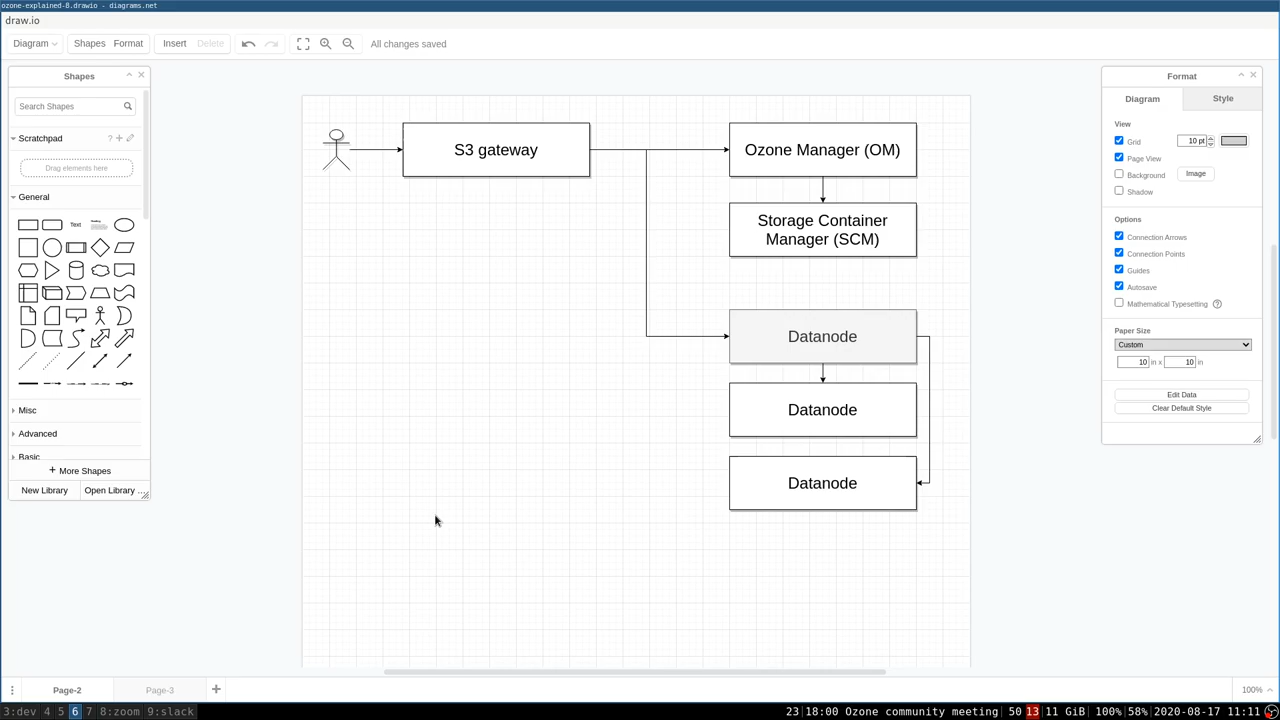 ozone-explained-8.drawio - diagrams.net
draw.io
Diagram
Shapes
Format
Insert
Delete
All changes saved
Shapes
Search Shapes
Scratchpad
?
Drag elements here
General
Text
Misc
Advanced
Basic
+ More Shapes
New Library
Open Library ...
S3 gateway
Ozone Manager (OM)
Storage Container
Manager (SCM)
Datanode
Datanode
Datanode
Format
Diagram
Style
View
Grid
10 pt
Page View
Background
Image
Shadow
Options
Connection Arrows
Connection Points
Guides
Autosave
Mathematical Typesetting
?
Paper Size
Custom
10 in x 10 in
Edit Data
Clear Default Style
Page-2
Page-3
+
100%
3:dev 4 5 6 7 8:zoom 9:slack
23|18:00 Ozone community meeting| 50 13 11 GiB| 100%|58%|2020-08-17 11:11